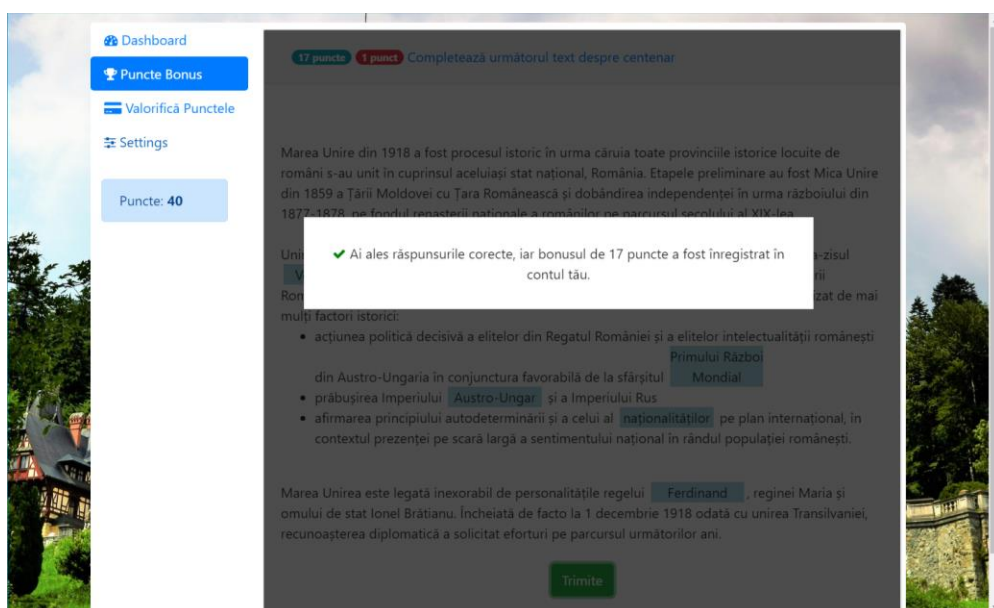 Dashboard
Puncte Bonus
Valorifică Punctele
Settings
Puncte: 40
17 puncte 1 punct Completează următorul text despre centenar
Marea Unire din 1918 a fost procesul istoric în urma căruia toate provinciile istorice locuite de
români s-au unit în cuprinsul aceluiași stat național, România. Etapele preliminare au fost Mica Unire
din 1859 a Țării Moldovei cu Țara Românească și dobândirea independenței în urma războiului din
1877-1878, pe fondul renașterii naționale a românilor pe parcursul secolului al XIX-lea.
a-zisul
✔ Ai ales răspunsurile corecte, iar bonusul de 17 puncte a fost înregistrat în
contul tău.
zat de mai
mulți factori istorici:
• acțiunea politică decisivă a elitelor din Regatul României și a elitelor intelectualității românești
din Austro-Ungaria în conjunctura favorabilă de la sfârșitul Primului Război
Mondial
• prăbușirea Imperiului Austro-Ungar și a Imperiului Rus
• afirmarea principiului autodeterminării și a celui al naționalităților pe plan internațional, în
contextul prezenței pe scară largă a sentimentului național în rândul populației românești.
Marea Unirea este legată inexorabil de personalitățile regelui Ferdinand , reginei Maria și
omului de stat Ionel Brătianu. Încheiată de facto la 1 decembrie 1918 odată cu unirea Transilvaniei,
recunoașterea diplomatică a solicitat eforturi pe parcursul următorilor ani.
Trimite